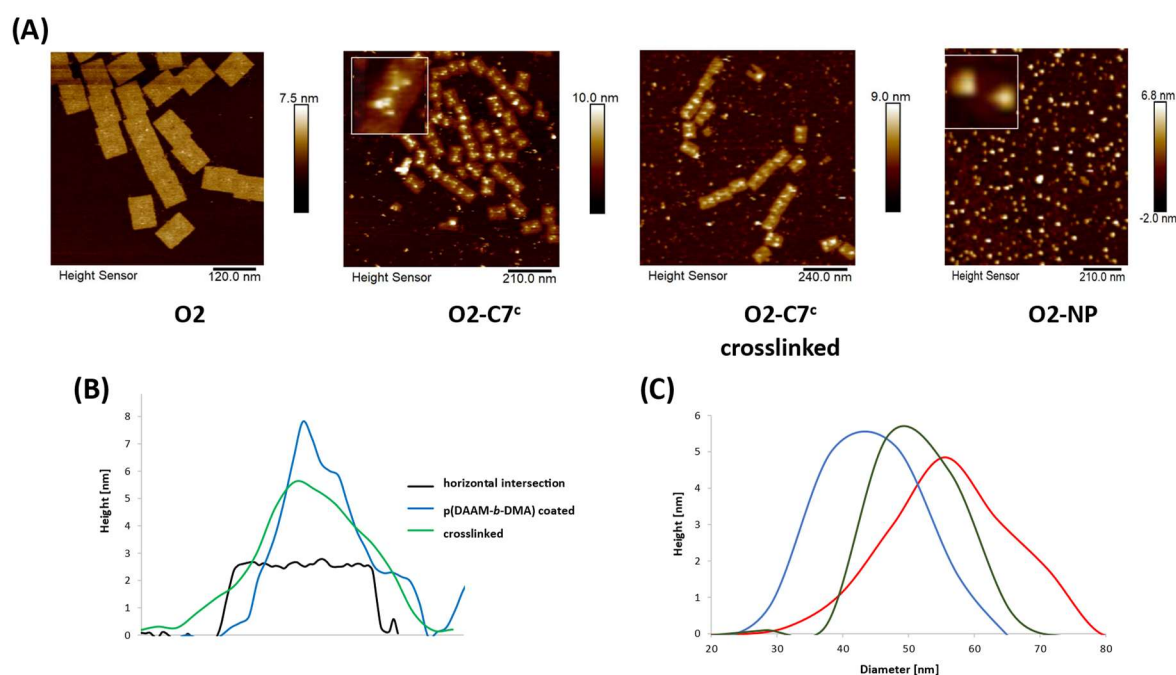 (A)
7.5 nm
Height Sensor
120.0 nm
O2
10.0 nm
Height Sensor
210.0 nm
O2-C7ᶜ
9.0 nm
Height Sensor
240.0 nm
O2-C7ᶜ
crosslinked
6.8 nm
-2.0 nm
Height Sensor
210.0 nm
O2-NP
(B)
Height [nm]
8
7
6
5
4
3
2
1
0
horizontal intersection
p(DAAM-b-DMA) coated
crosslinked
(C)
Height [nm]
6
5
4
3
2
1
0
20 30 40 50 60 70 80
Diameter [nm]